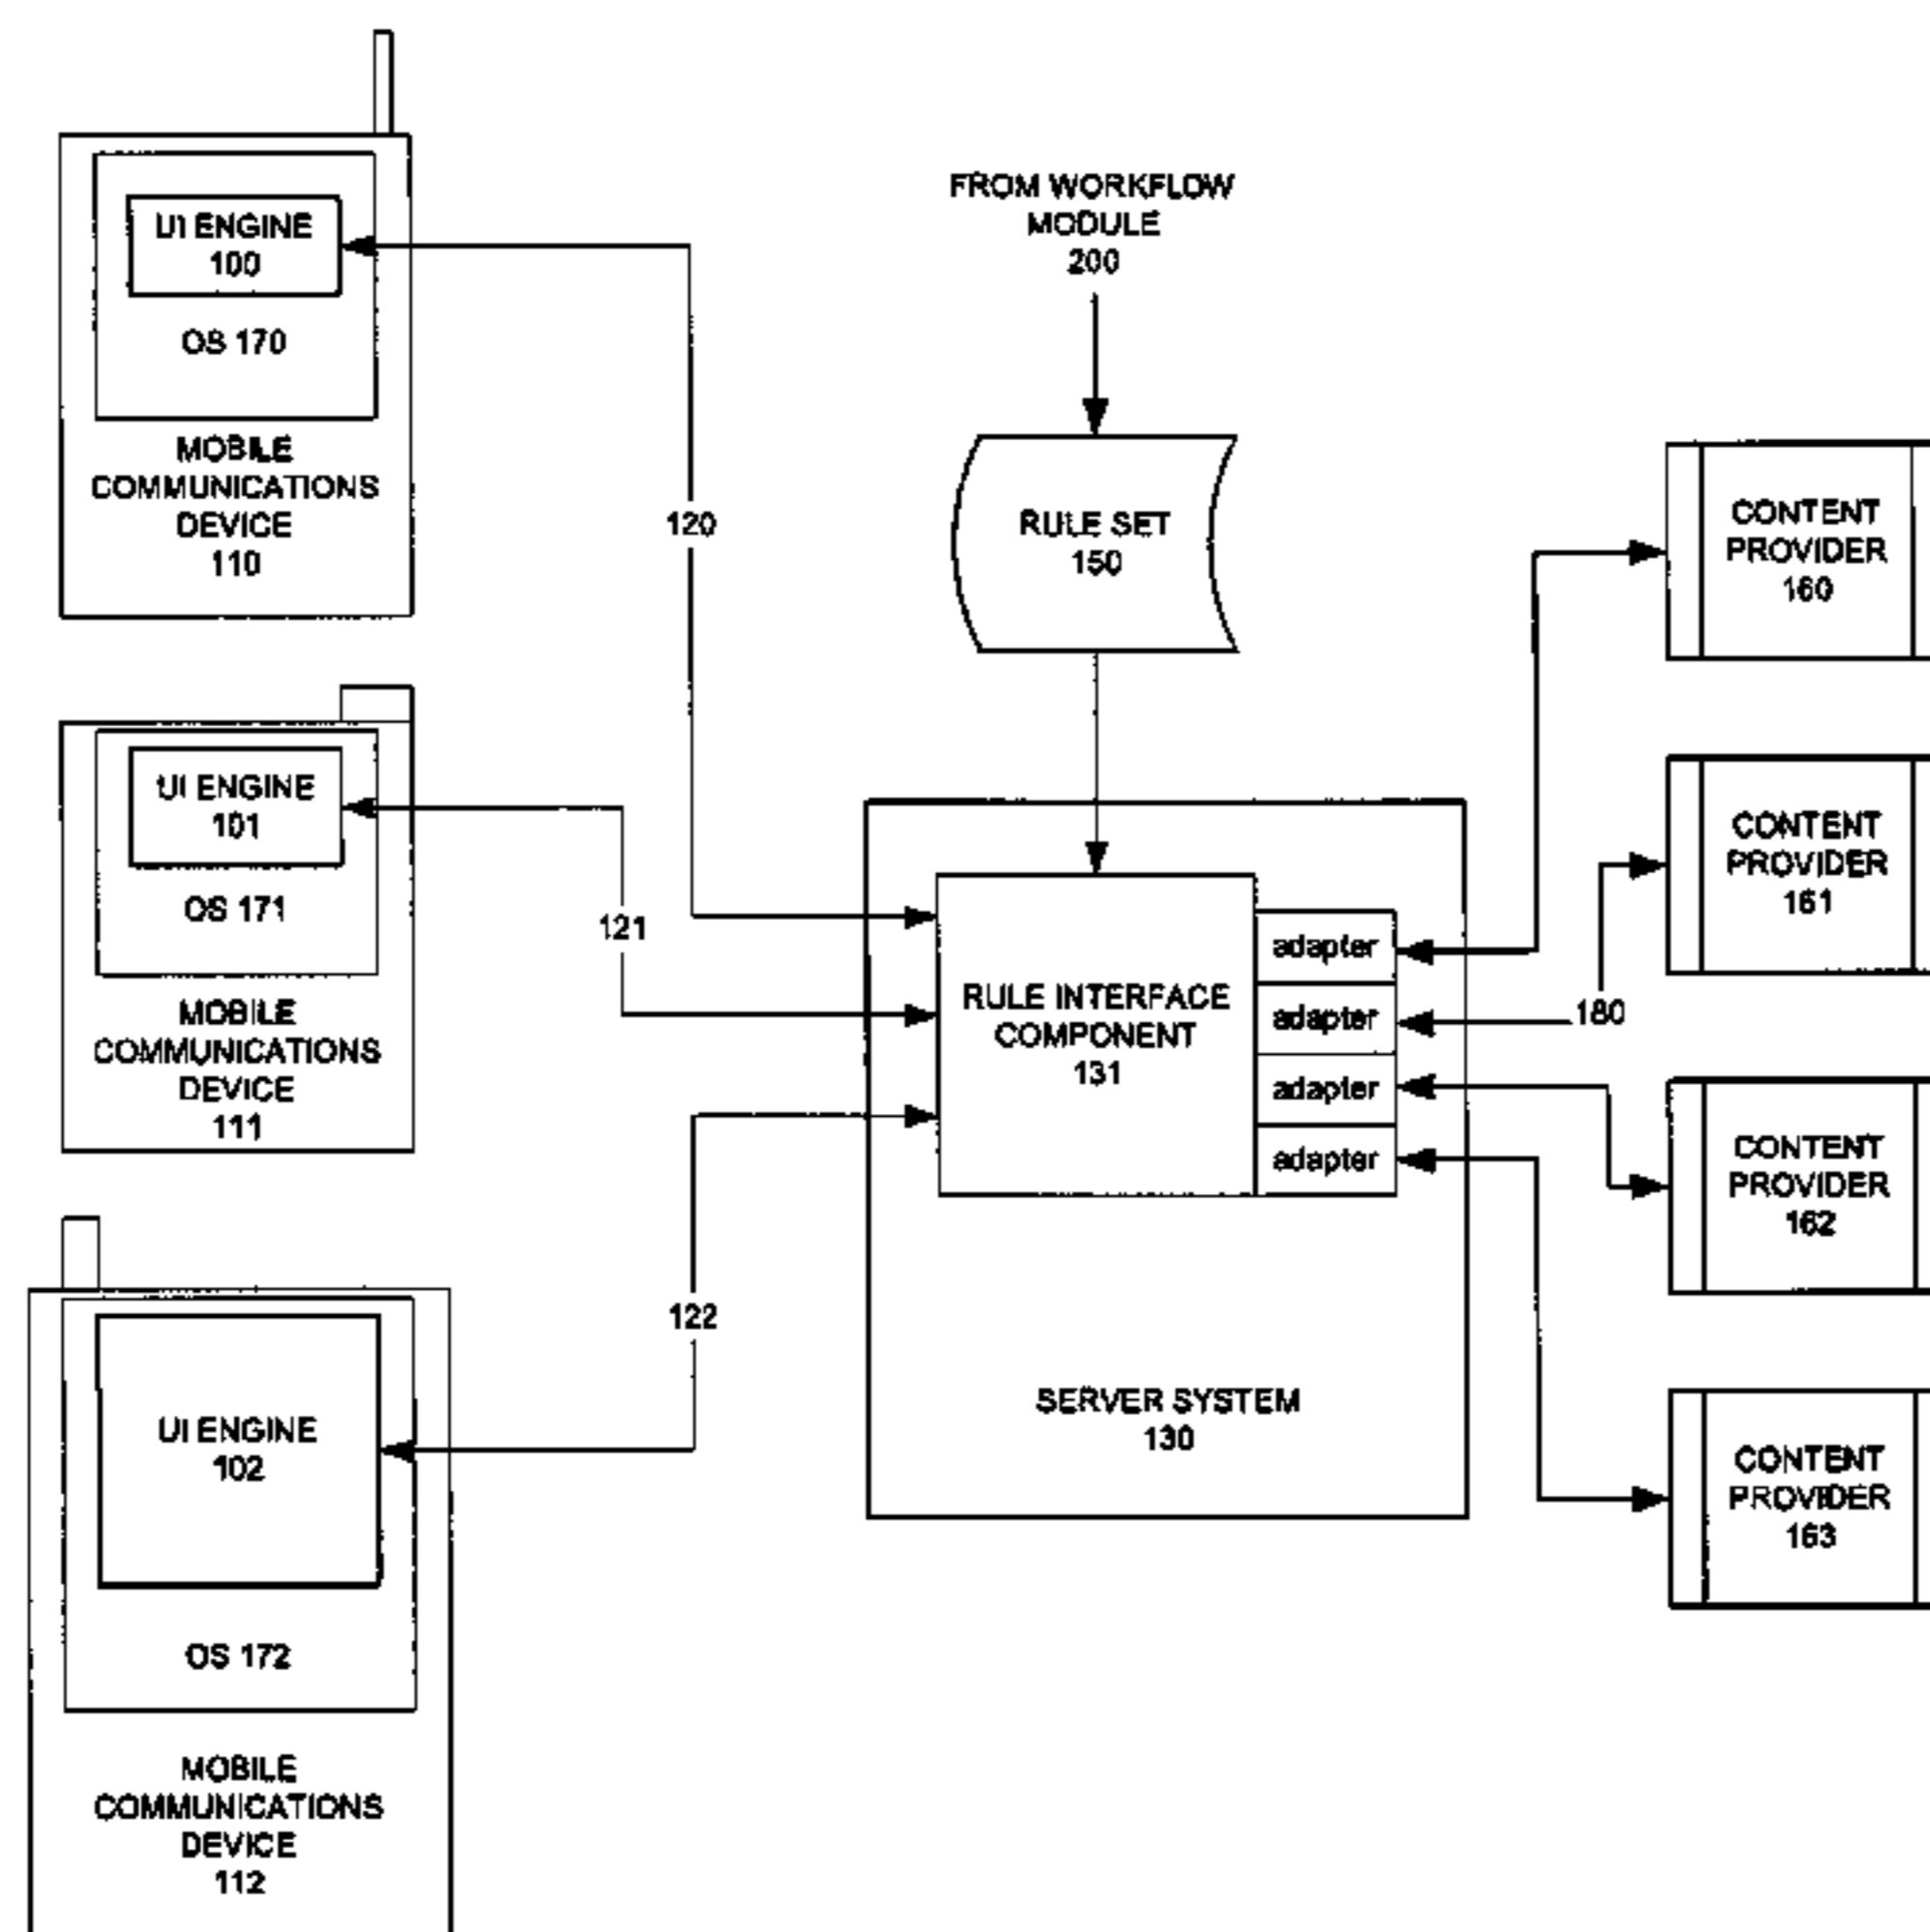 UI ENGINE
100
OS 170
MOBILE
COMMUNICATIONS
DEVICE
110
UI ENGINE
101
OS 171
MOBILE
COMMUNICATIONS
DEVICE
111
UI ENGINE
102
OS 172
MOBILE
COMMUNICATIONS
DEVICE
112
120
121
122
FROM WORKFLOW
MODULE
200
RULE SET
150
RULE INTERFACE
COMPONENT
131
adapter
adapter
adapter
adapter
SERVER SYSTEM
130
180
CONTENT
PROVIDER
160
CONTENT
PROVIDER
161
CONTENT
PROVIDER
162
CONTENT
PROVIDER
163